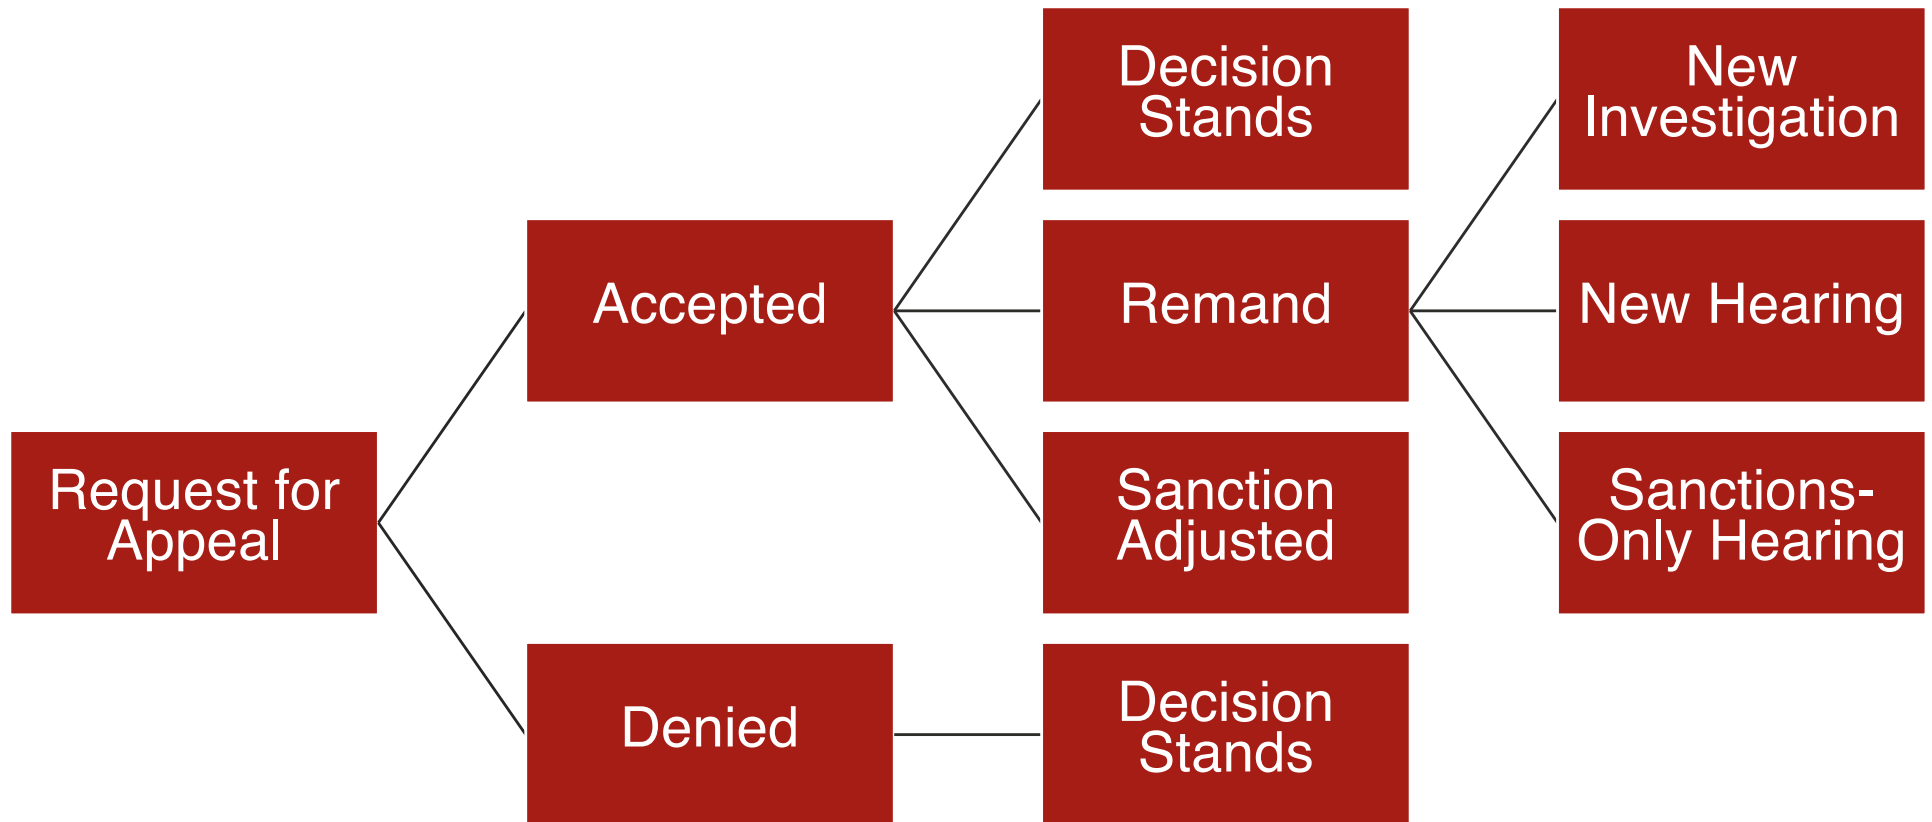 Request for
Appeal
Accepted
Denied
Decision
Stands
Remand
Sanction
Adjusted
Decision
Stands
New
Investigation
New Hearing
Sanctions-
Only Hearing